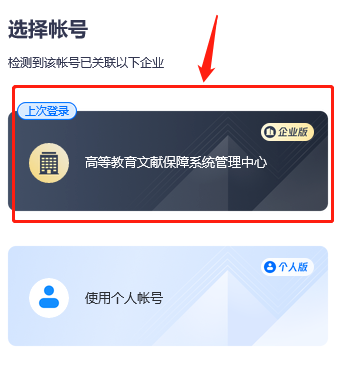 选择帐号
检测到该帐号已关联以下企业
上次登录
企业版
高等教育文献保障系统管理中心
个人版
使用个人帐号